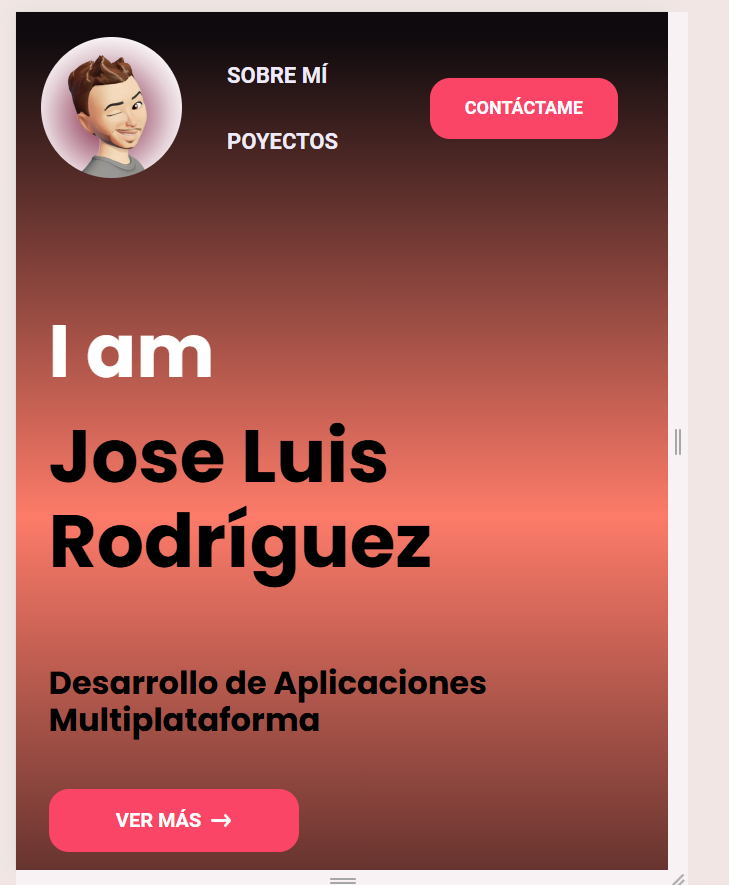 SOBRE MÍ
POYECTOS
CONTÁCTAME
I am
Jose Luis
Rodríguez
Desarrollo de Aplicaciones
Multiplataforma
VER MÁS →